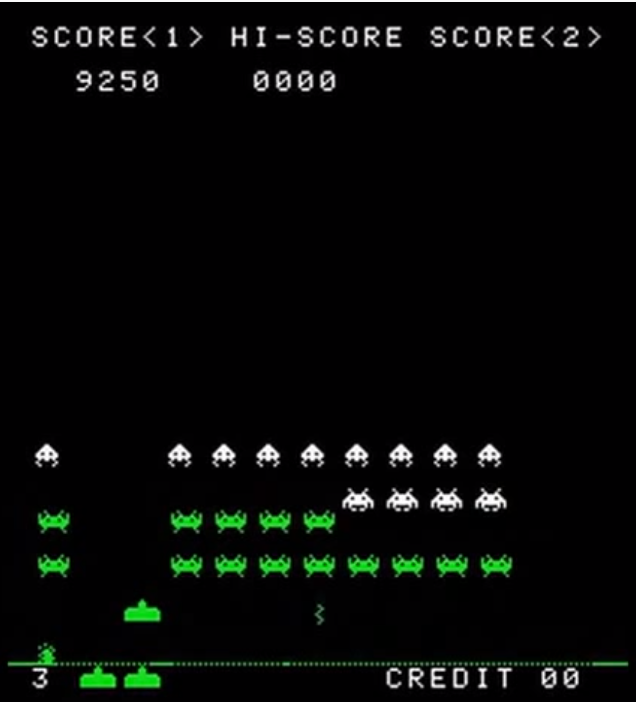 SCORE<1> HI-SCORE SCORE<2>
9250 0000
3 CREDIT 00